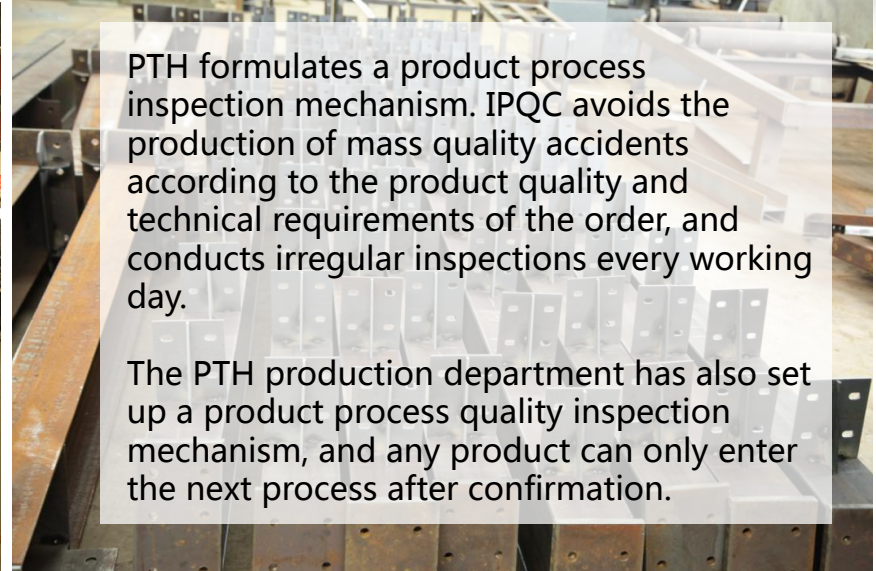 PTH formulates a product process
inspection mechanism. IPQC avoids the
production of mass quality accidents
according to the product quality and
technical requirements of the order, and
conducts irregular inspections every working
day.
The PTH production department has also set
up a product process quality inspection
mechanism, and any product can only enter
the next process after confirmation.